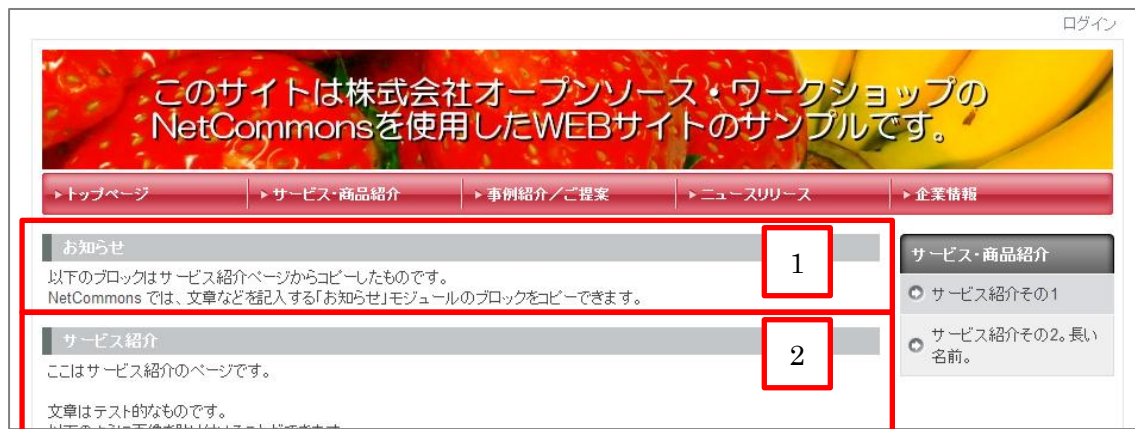 ログイン
このサイトは株式会社オープンソース・ワークショップの
NetCommonsを使用したWEBサイトのサンプルです。
トップページ
サービス・商品紹介
事例紹介／ご提案
ニュースリリース
企業情報
お知らせ
1
以下のブロックはサービス紹介ページからコピーしたものです。
NetCommons では、文章などを記入する「お知らせ」モジュールのブロックをコピーできます。
サービス紹介
2
ここはサービス紹介のページです。
文章はテスト的なものです。
サービス・商品紹介
サービス紹介その1
サービス紹介その2。長い
名前。